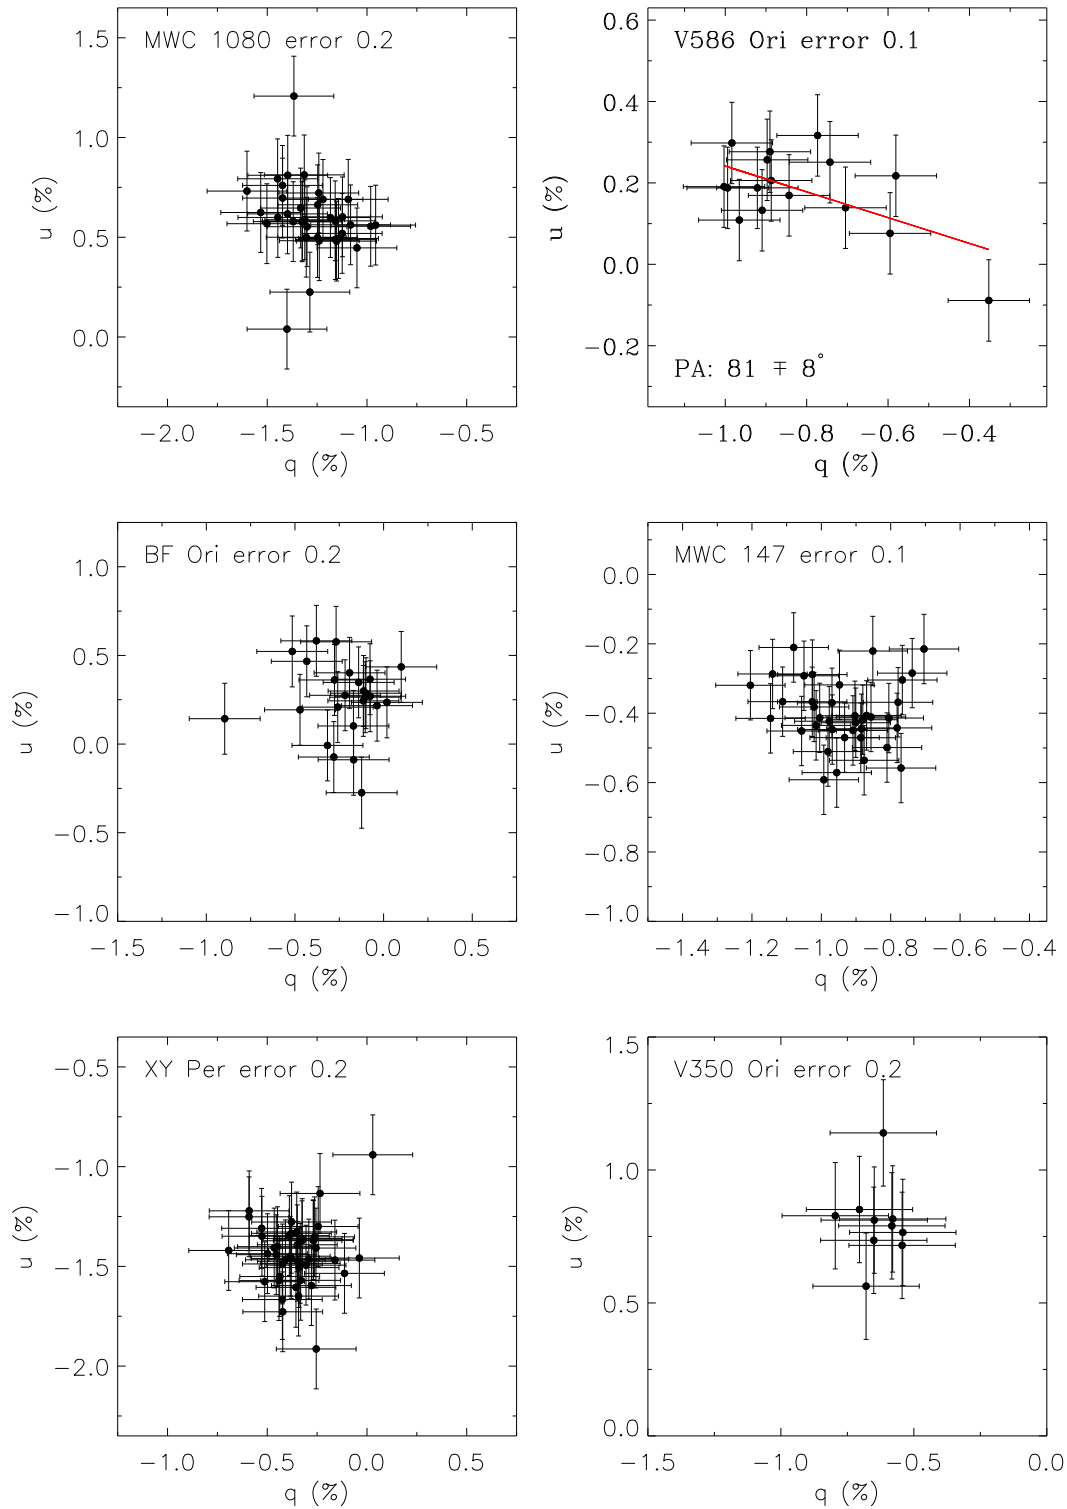 MWC 1080 error 0.2
1.5
1.0
0.5
0.0
u (%)
−2.0 −1.5 −1.0 −0.5
q (%)
V586 Ori error 0.1
0.6
0.4
0.2
0.0
−0.2
u (%)
PA: 81 ∓ 8°
−1.0 −0.8 −0.6 −0.4
q (%)
BF Ori error 0.2
1.0
0.5
0.0
−0.5
−1.0
u (%)
−1.5 −1.0 −0.5 0.0 0.5
q (%)
MWC 147 error 0.1
0.0
−0.2
−0.4
−0.6
−0.8
−1.0
u (%)
−1.4 −1.2 −1.0 −0.8 −0.6 −0.4
q (%)
XY Per error 0.2
−0.5
−1.0
−1.5
−2.0
u (%)
−1.0 −0.5 0.0 0.5
q (%)
V350 Ori error 0.2
1.5
1.0
0.5
0.0
u (%)
−1.5 −1.0 −0.5 0.0
q (%)